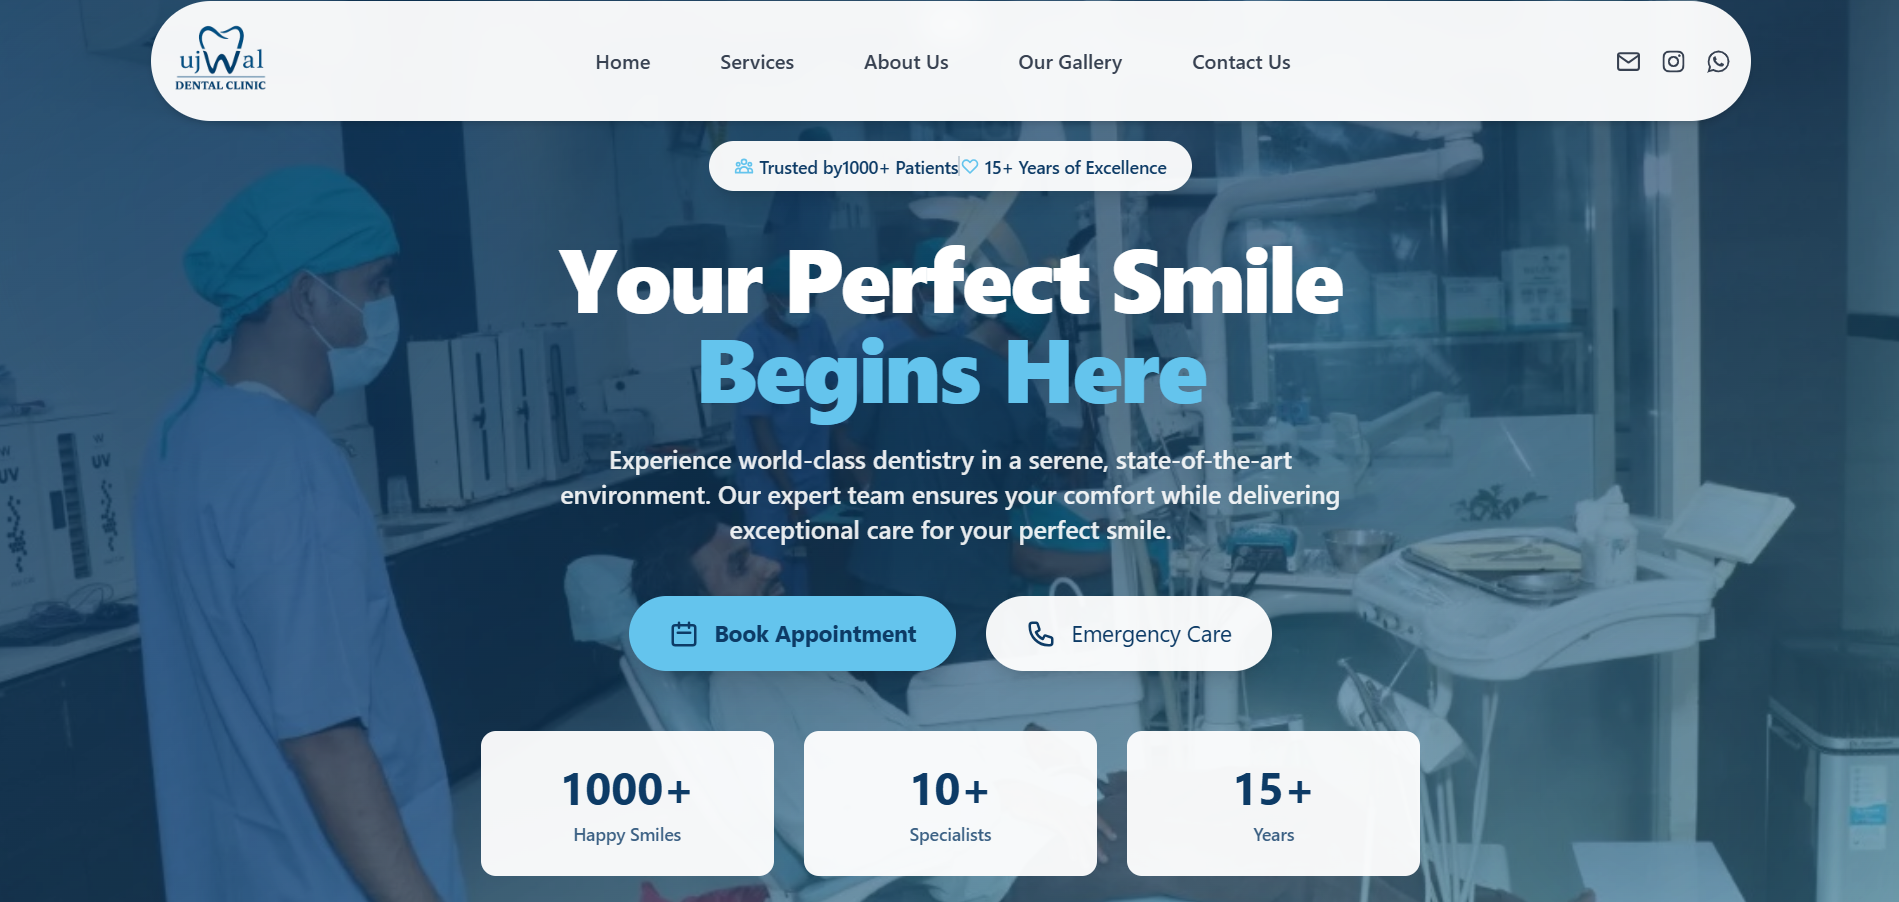 ujWal
DENTAL CLINIC
Home Services About Us Our Gallery Contact Us
Trusted by1000+ Patients 15+ Years of Excellence
Your Perfect Smile
Begins Here
Experience world-class dentistry in a serene, state-of-the-art
environment. Our expert team ensures your comfort while delivering
exceptional care for your perfect smile.
Book Appointment Emergency Care
1000+ 10+ 15+
Happy Smiles Specialists Years
W W
UV UV